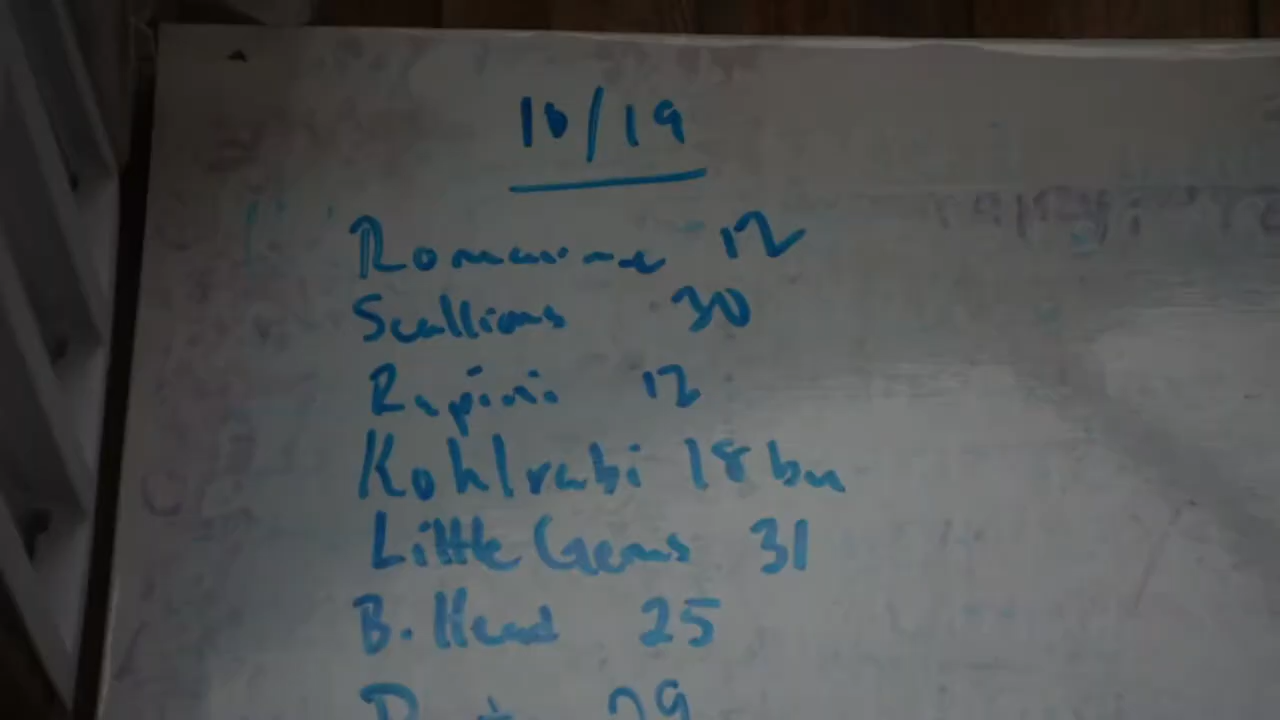 10/19
Romaine 12
Scallions 30
Rapini 12
Kohlrabi 18 bu
Little Gems 31
B. Head 25